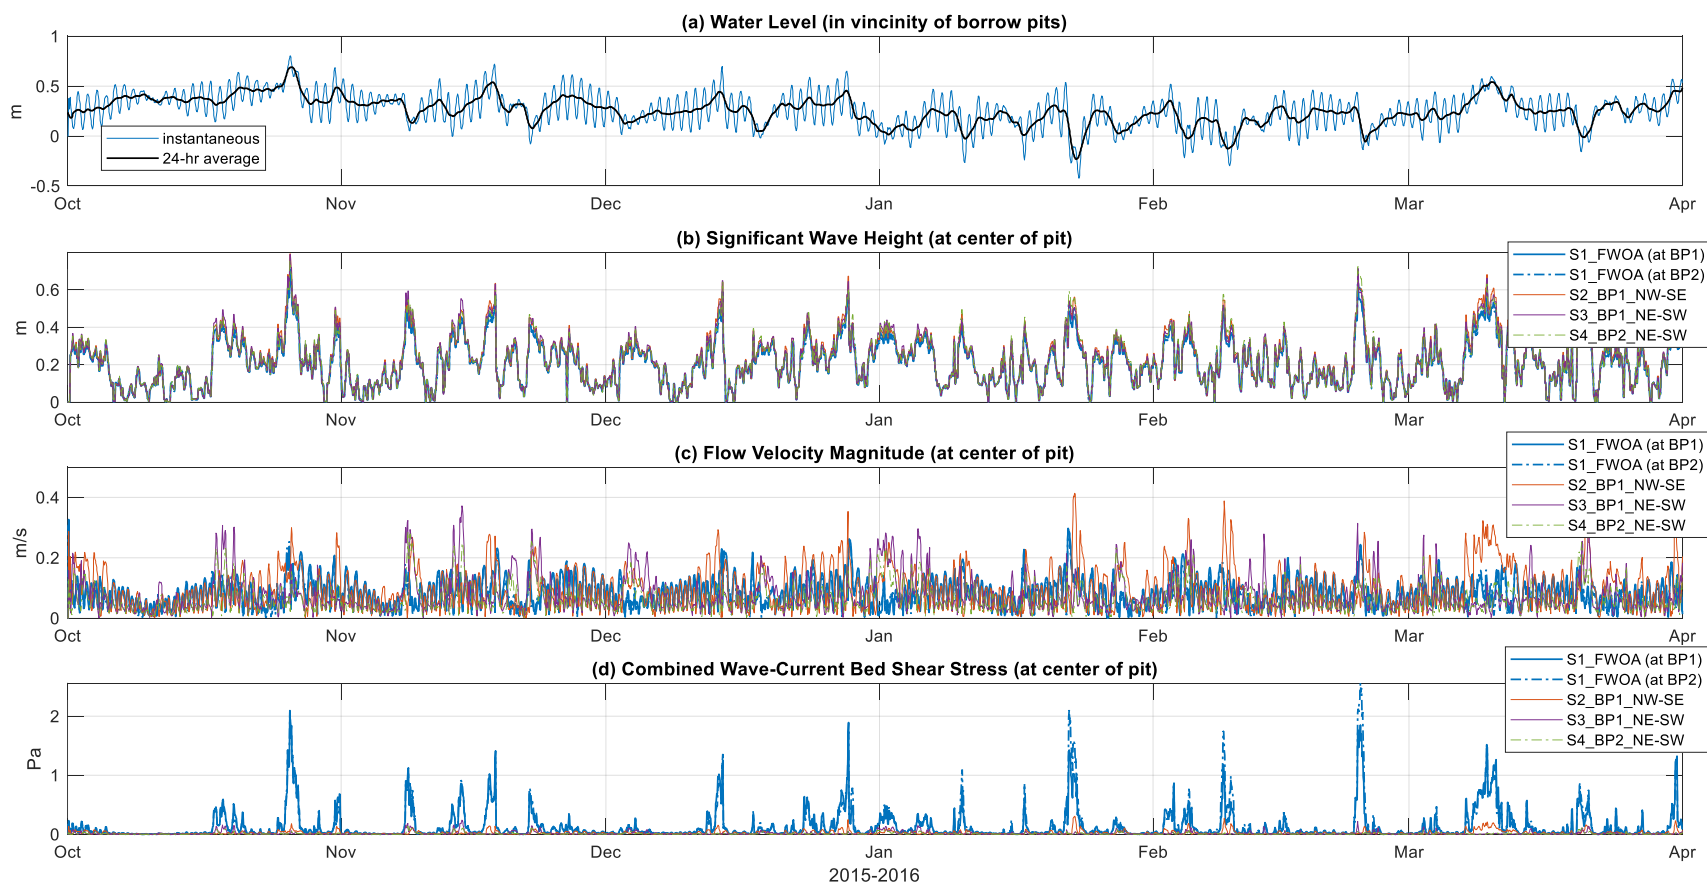 (a) Water Level (in vincinity of borrow pits)
1
0.5
0
-0.5
m
instantaneous
24-hr average
Oct Nov Dec Jan Feb Mar Apr
(b) Significant Wave Height (at center of pit)
0.6
0.4
0.2
0
m
S1_FWOA (at BP1)
S1_FWOA (at BP2)
S2_BP1_NW-SE
S3_BP1_NE-SW
S4_BP2_NE-SW
Oct Nov Dec Jan Feb Mar Apr
(c) Flow Velocity Magnitude (at center of pit)
0.4
0.2
0
m/s
S1_FWOA (at BP1)
S1_FWOA (at BP2)
S2_BP1_NW-SE
S3_BP1_NE-SW
S4_BP2_NE-SW
Oct Nov Dec Jan Feb Mar Apr
(d) Combined Wave-Current Bed Shear Stress (at center of pit)
2
1
0
Pa
S1_FWOA (at BP1)
S1_FWOA (at BP2)
S2_BP1_NW-SE
S3_BP1_NE-SW
S4_BP2_NE-SW
Oct Nov Dec Jan Feb Mar Apr
2015-2016